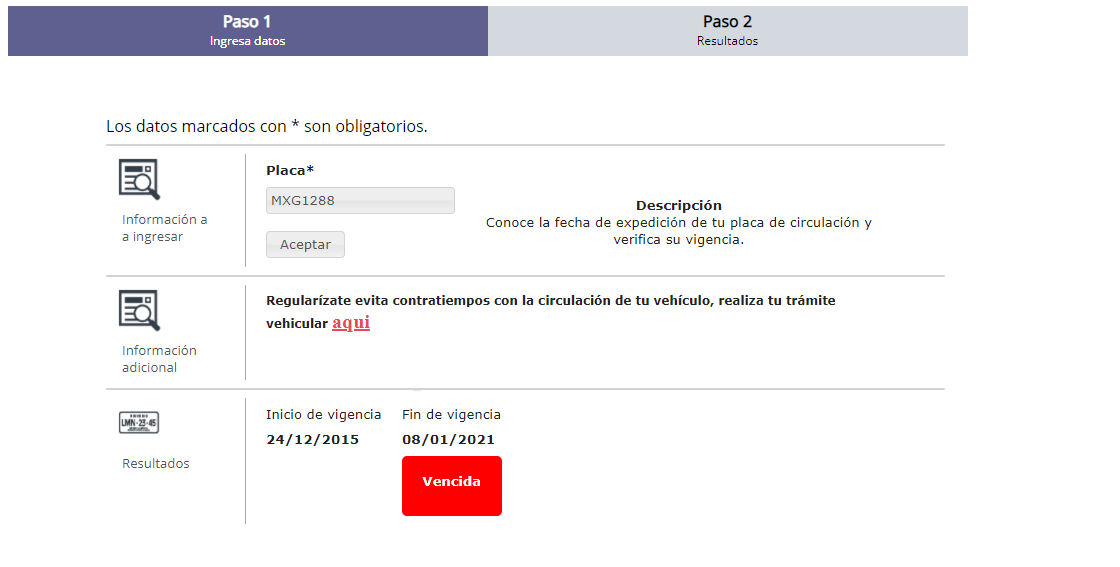 Paso 1
Ingresa datos
Paso 2
Resultados
Los datos marcados con * son obligatorios.
Información a
a ingresar
Placa*
MXG1288
Aceptar
Descripción
Conoce la fecha de expedición de tu placa de circulación y
verifica su vigencia.
Información
adicional
Regularízate evita contratiempos con la circulación de tu vehículo, realiza tu trámite
vehicular aqui
LMN-23-45
Resultados
Inicio de vigencia
24/12/2015
Fin de vigencia
08/01/2021
Vencida